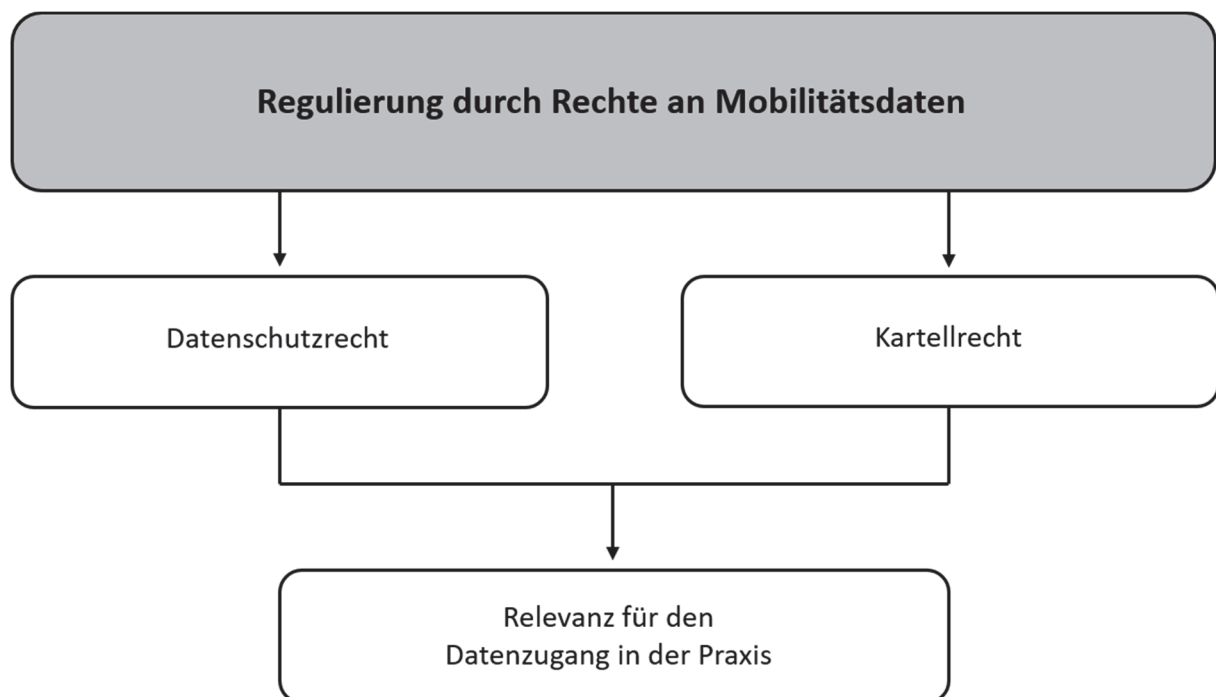 Regulierung durch Rechte an Mobilitätsdaten
Datenschutzrecht
Kartellrecht
Relevanz für den
Datenzugang in der Praxis